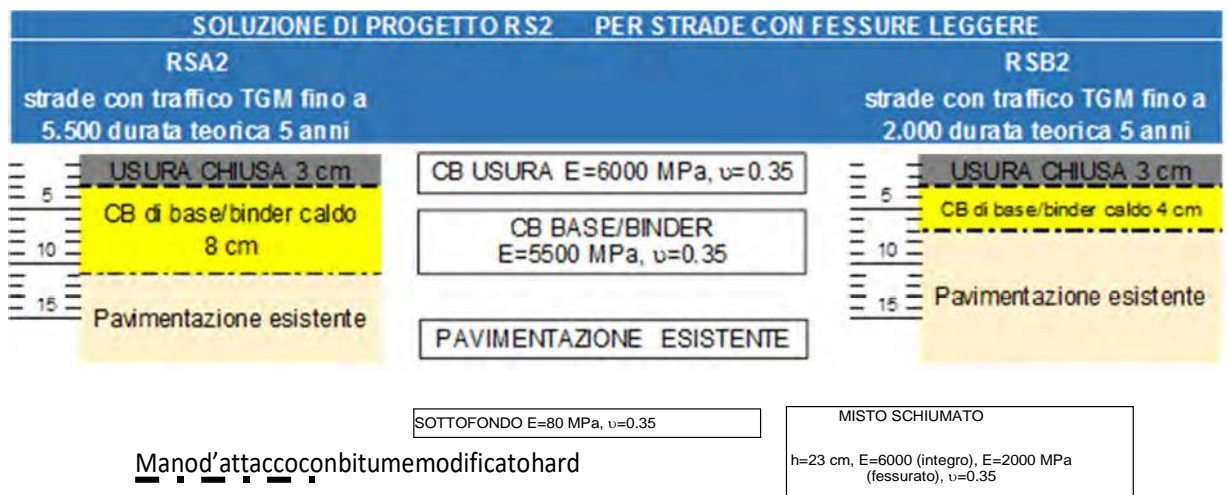 SOLUZIONE DI PROGETTO RS2 PER STRADE CON FESSURE LEGGERE
RSA2
strade con traffico TGM fino a
5.500 durata teorica 5 anni
RSB2
strade con traffico TGM fino a
2.000 durata teorica 5 anni
5
10
15
USURA CHIUSA 3 cm
CB di base/binder caldo
8 cm
Pavimentazione esistente
CB USURA E=6000 MPa, υ=0.35
CB BASE/BINDER
E=5500 MPa, υ=0.35
PAVIMENTAZIONE ESISTENTE
5
10
15
USURA CHIUSA 3 cm
CB di base/binder caldo 4 cm
Pavimentazione esistente
SOTTOFONDO E=80 MPa, υ=0.35
MISTO SCHIUMATO
h=23 cm, E=6000 (integro), E=2000 MPa
(fessurato), υ=0.35
Manod'attaccoconbitumemodificatohard